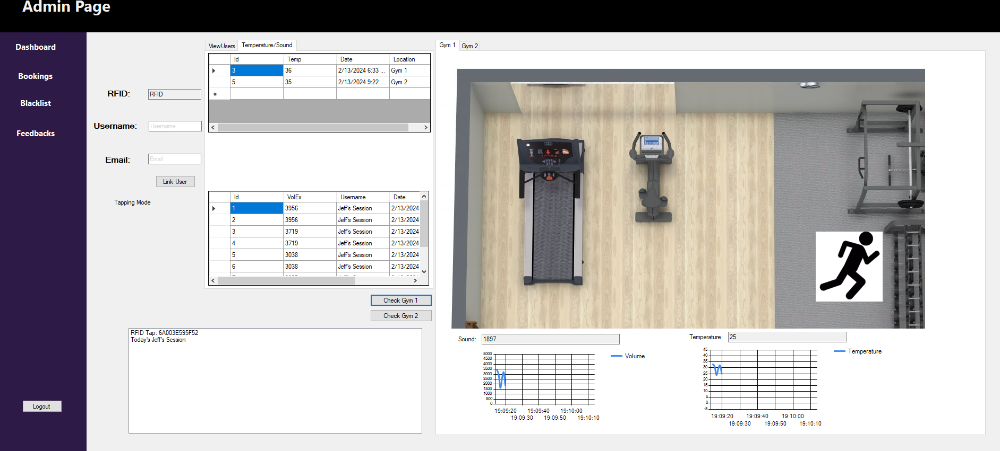 Admin Page
Dashboard
Bookings
Blacklist
Feedbacks
Logout
RFID: RFID
Username: Username
Email: Email
Link User
Tapping Mode
ViewUsers Temperature/Sound
Id Temp Date Location
3 36 2/13/2024 6:33 ... Gym 1
5 35 2/13/2024 9:22 ... Gym 2
Id VolEx Username Date
1 3956 Jeff's Session 2/13/2024
2 3956 Jeff's Session 2/13/2024
3 3719 Jeff's Session 2/13/2024
4 3719 Jeff's Session 2/13/2024
5 3038 Jeff's Session 2/13/2024
6 3038 Jeff's Session 2/13/2024
Check Gym 1
Check Gym 2
RFID Tap: 6A003E595F52
Today's Jeff's Session
Gym 1 Gym 2
Sound: 1897
Temperature: 25
5000
4500
4000
3500
3000
2500
2000
1500
1000
500
0
19:09:20 19:09:40 19:10:00
19:09:30 19:09:50 19:10:10
Volume
45
40
35
30
25
20
15
10
5
0
-5
19:09:20 19:09:40 19:10:00
19:09:30 19:09:50 19:10:10
Temperature